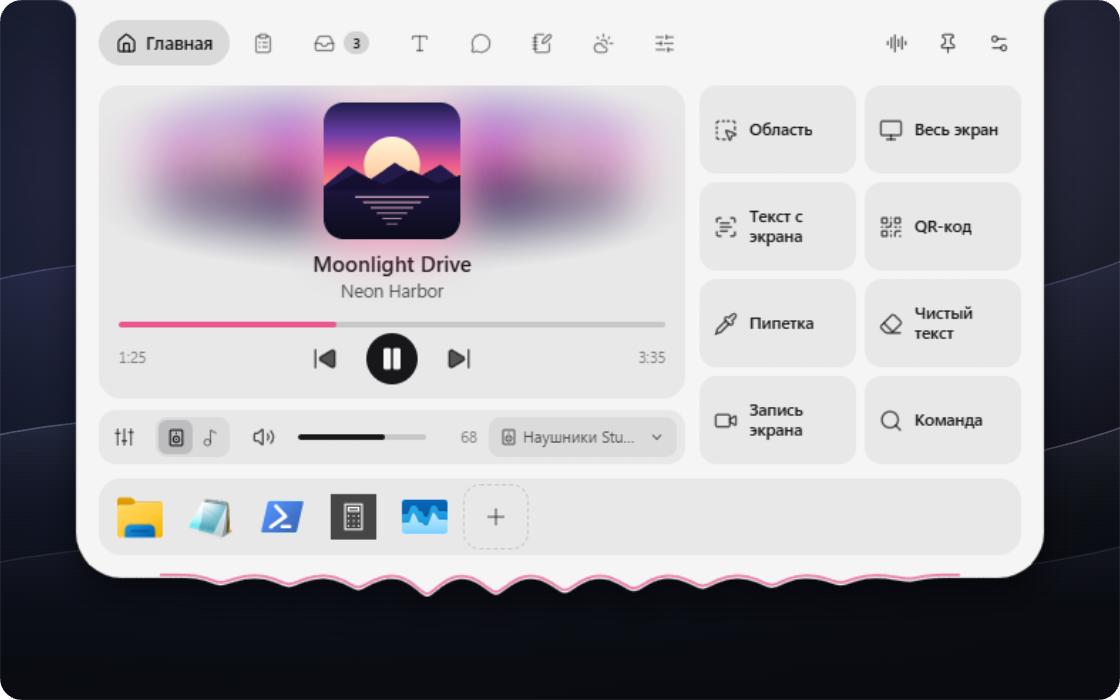 Главная
3
Moonlight Drive
Neon Harbor
1:25
3:35
68
Наушники Stu...
Область
Весь экран
Текст с
экрана
QR-код
Пипетка
Чистый
текст
Запись
экрана
Команда